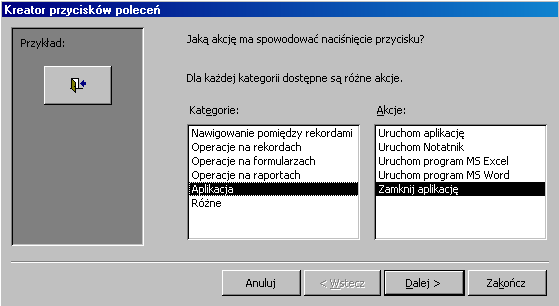 Kreator przycisków poleceń
Przykład:
Jaką akcję ma spowodować naciśnięcie przycisku?
Dla każdej kategorii dostępne są różne akcje.
Kategorie:
Nawigowanie pomiędzy rekordami
Operacje na rekordach
Operacje na formularzach
Operacje na raportach
Aplikacja
Różne
Akcje:
Uruchom aplikację
Uruchom Notatnik
Uruchom program MS Excel
Uruchom program MS Word
Zamknij aplikację
Anuluj
< Wstecz
Dalej >
Zakończ